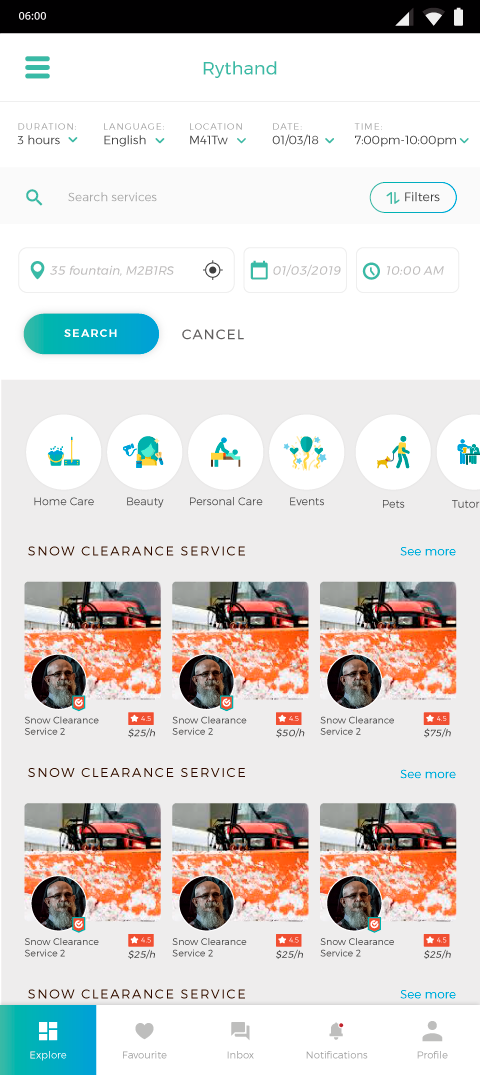 06:00
Rythand
DURATION: LANGUAGE: LOCATION DATE: TIME:
3 hours English M41Tw 01/03/18 7:00pm-10:00pm
Search services Filters
35 fountain, M2B1RS 01/03/2019 10:00 AM
SEARCH CANCEL
Home Care Beauty Personal Care Events Pets Tutor
SNOW CLEARANCE SERVICE See more
Snow Clearance 4.5 Snow Clearance 4.5 Snow Clearance 4.5
Service 2 $25/h Service 2 $50/h Service 2 $75/h
SNOW CLEARANCE SERVICE See more
Snow Clearance 4.5 Snow Clearance 4.5 Snow Clearance 4.5
Service 2 $25/h Service 2 $25/h Service 2 $25/h
SNOW CLEARANCE SERVICE See more
Explore Favourite Inbox Notifications Profile